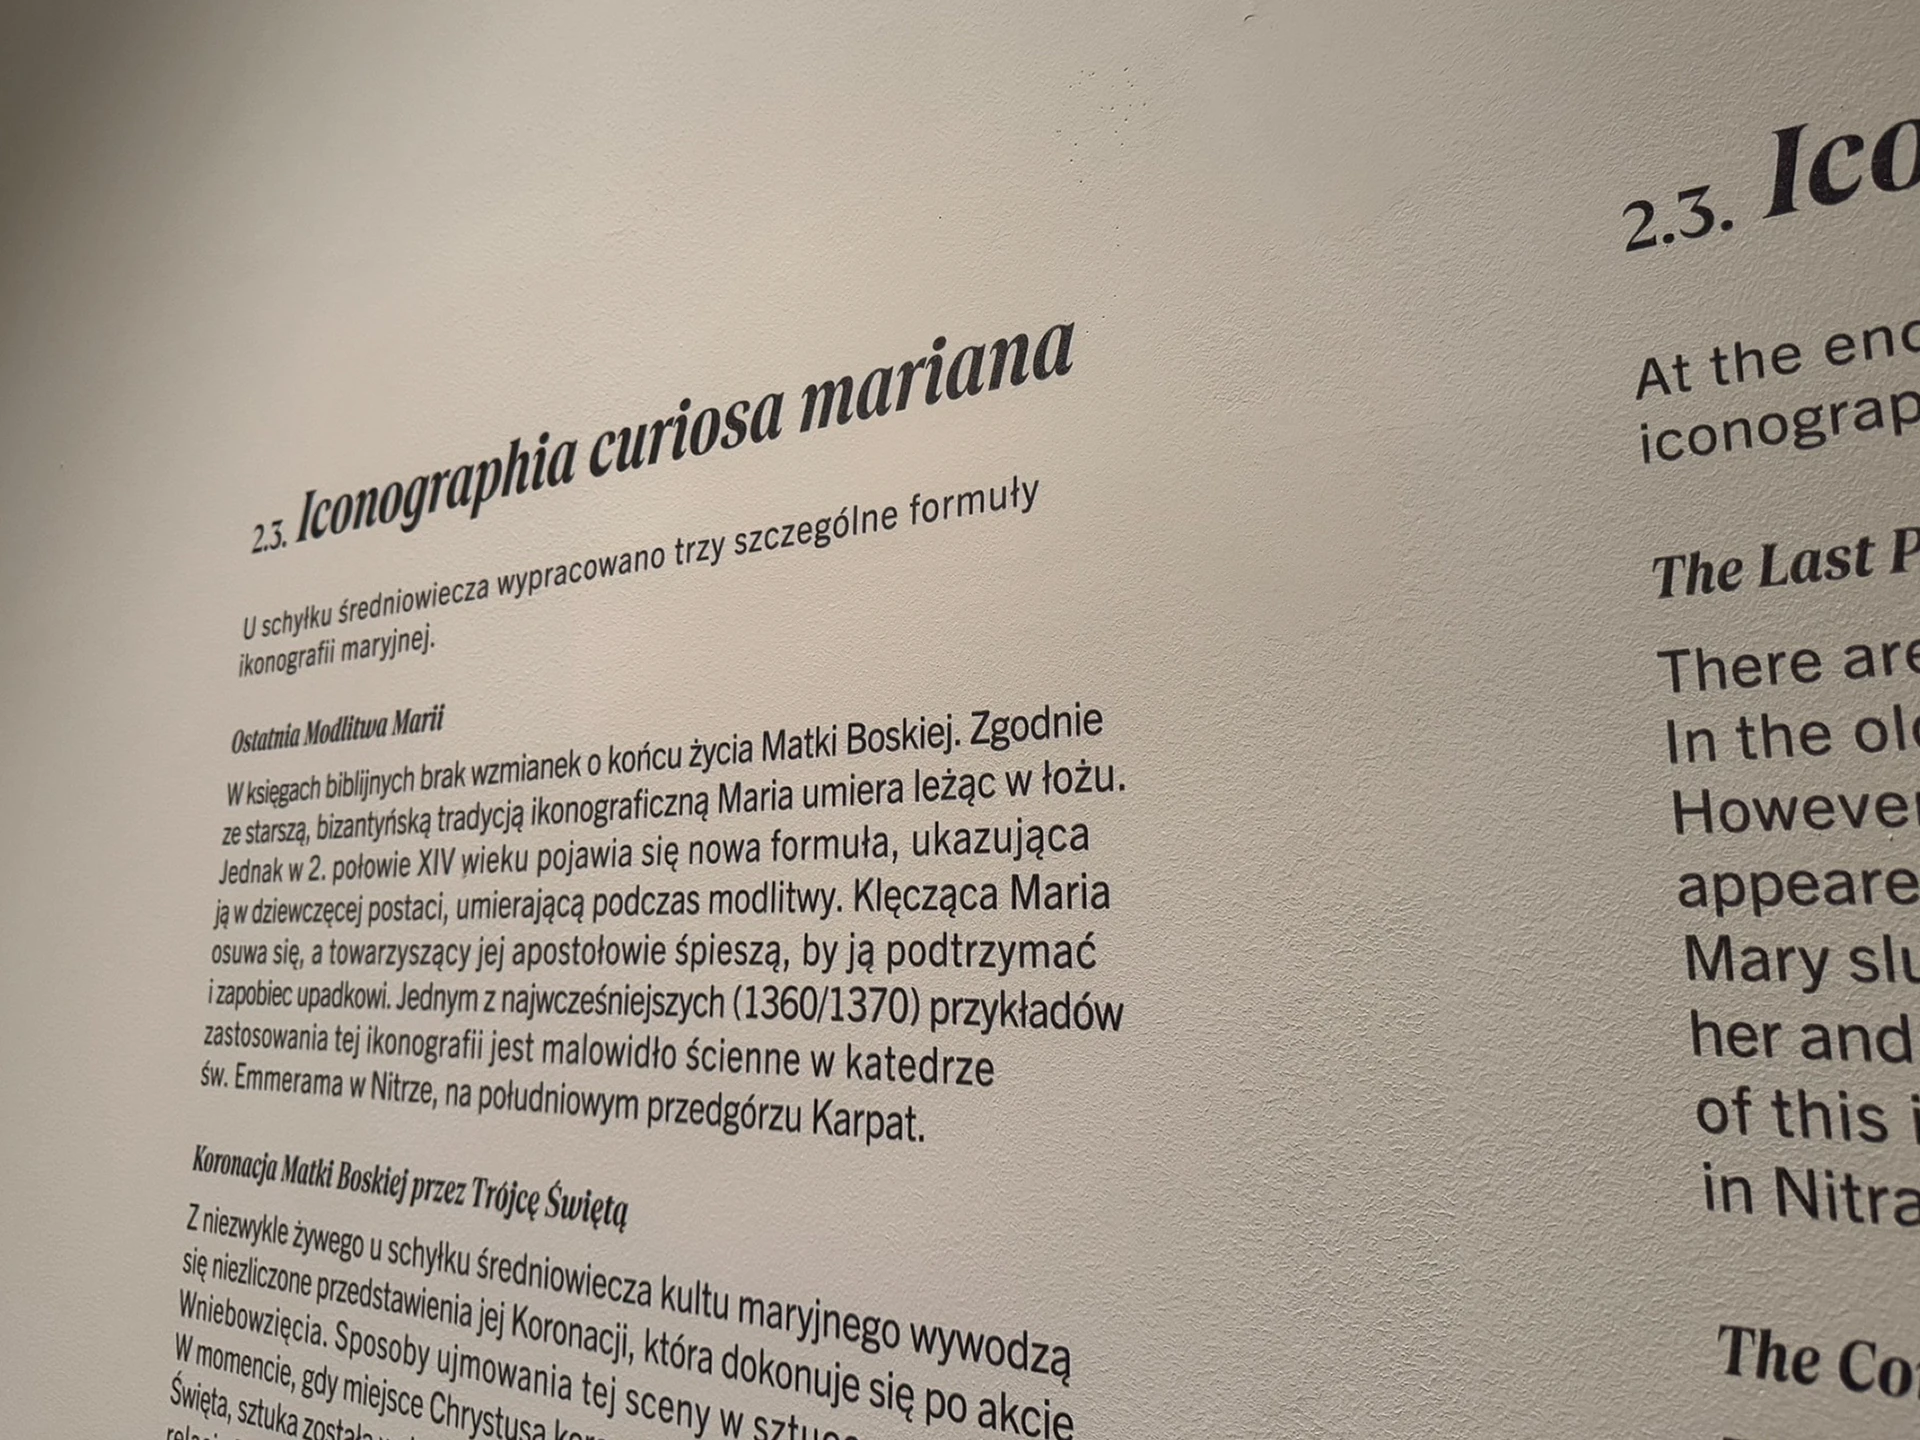 2.3. Iconographia curiosa mariana
U schyłku średniowiecza wypracowano trzy szczególne formuły
ikonografii maryjnej.
Ostatnia Modlitwa Marii
W księgach biblijnych brak wzmianek o końcu życia Matki Boskiej. Zgodnie
ze starszą, bizantyńską tradycją ikonograficzną Maria umiera leżąc w łożu.
Jednak w 2. połowie XIV wieku pojawia się nowa formuła, ukazująca
ją w dziewczęcej postaci, umierającą podczas modlitwy. Klęcząca Maria
osuwa się, a towarzyszący jej apostołowie śpieszą, by ją podtrzymać
i zapobiec upadkowi. Jednym z najwcześniejszych (1360/1370) przykładów
zastosowania tej ikonografii jest malowidło ścienne w katedrze
św. Emmerama w Nitrze, na południowym przedgórzu Karpat.
Koronacja Matki Boskiej przez Trójcę Świętą
Z niezwykle żywego u schyłku średniowiecza kultu maryjnego wywodzą
się niezliczone przedstawienia jej Koronacji, która dokonuje się po akcie
Wniebowzięcia. Sposoby ujmowania tej sceny w
W momencie, gdy miejsce Chrystusa
Święta, sztuka została
2.3. Ico
At the end
iconograp
The Last P
There are
In the old
However
appeare
Mary slu
her and
of this i
in Nitra
The Co